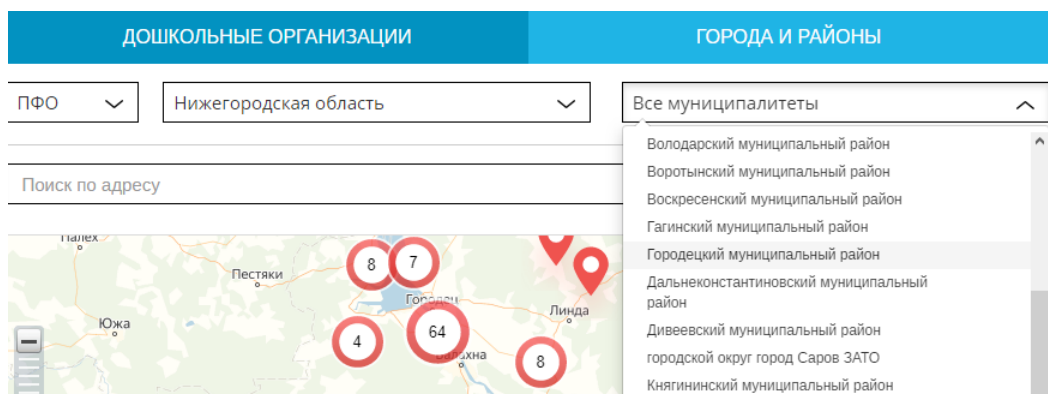 ДОШКОЛЬНЫЕ ОРГАНИЗАЦИИ
ГОРОДА И РАЙОНЫ
ПФО
Нижегородская область
Все муниципалитеты
Володарский муниципальный район
Воротынский муниципальный район
Воскресенский муниципальный район
Гагинский муниципальный район
Городецкий муниципальный район
Дальнеконстантиновский муниципальный
район
Дивеевский муниципальный район
городской округ город Саров ЗАТО
Княгининский муниципальный район
Поиск по адресу
Палех
Пестяки
8
7
Городец
Линда
Южа
4
64
Балахна
8